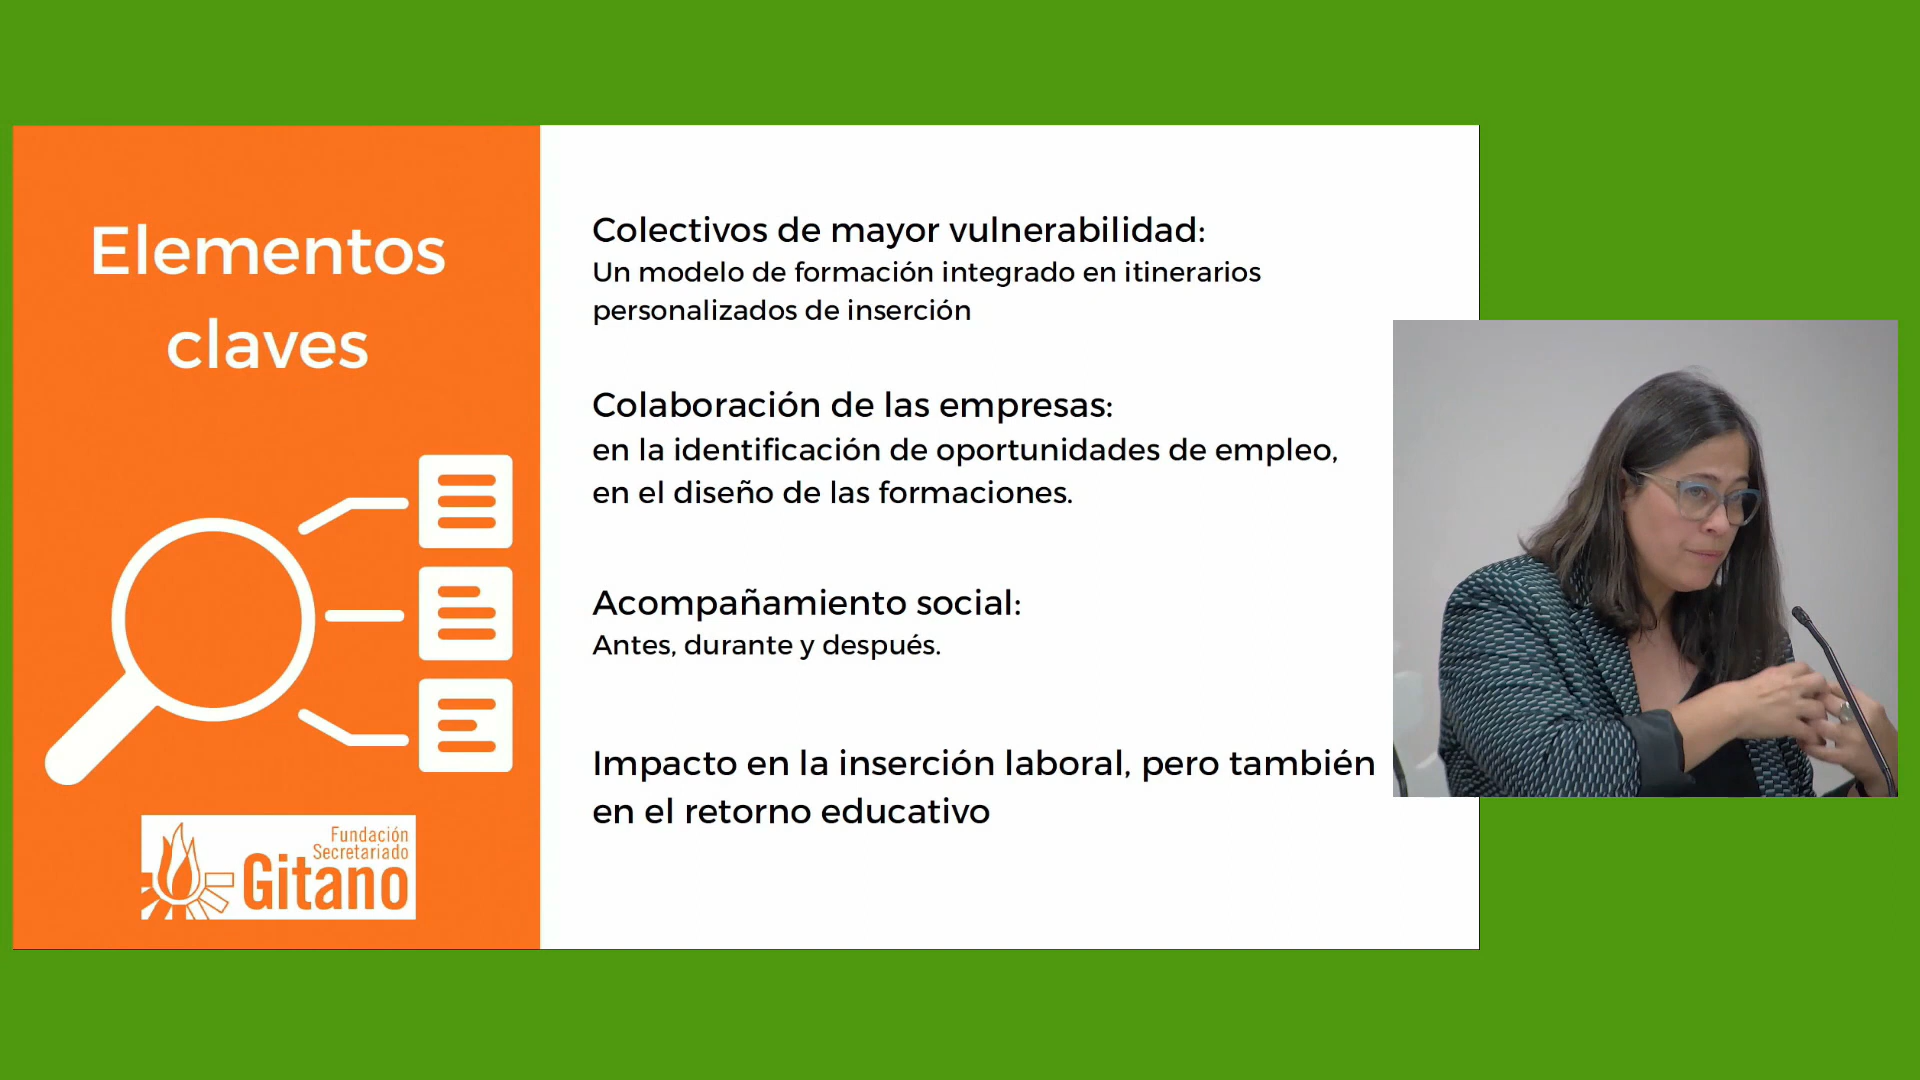 Elementos
claves
Fundación
Secretariado
Gitano
Colectivos de mayor vulnerabilidad:
Un modelo de formación integrado en itinerarios
personalizados de inserción
Colaboración de las empresas:
en la identificación de oportunidades de empleo,
en el diseño de las formaciones.
Acompañamiento social:
Antes, durante y después.
Impacto en la inserción laboral, pero también
en el retorno educativo